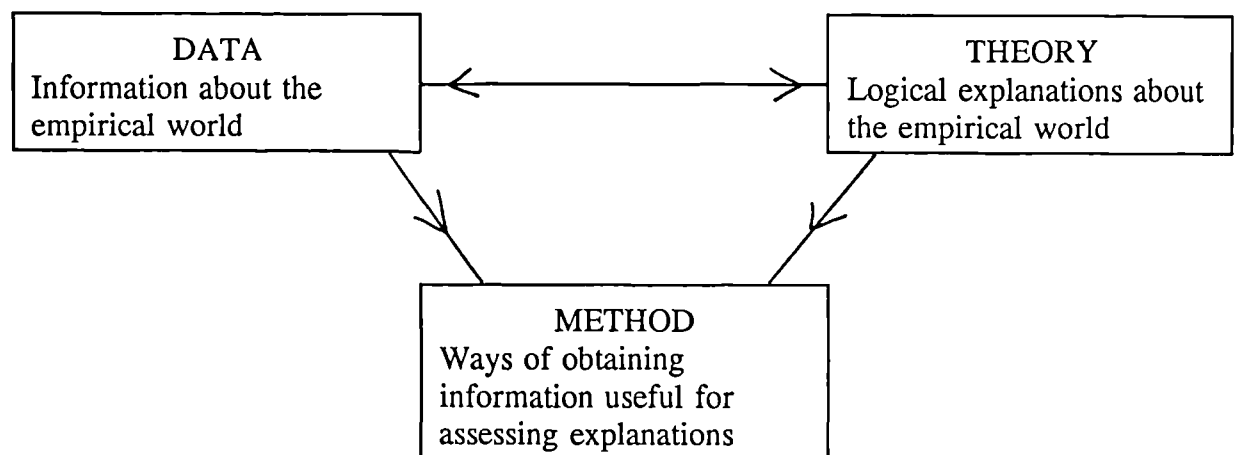 DATA
Information about the
empirical world
THEORY
Logical explanations about
the empirical world
METHOD
Ways of obtaining
information useful for
assessing explanations